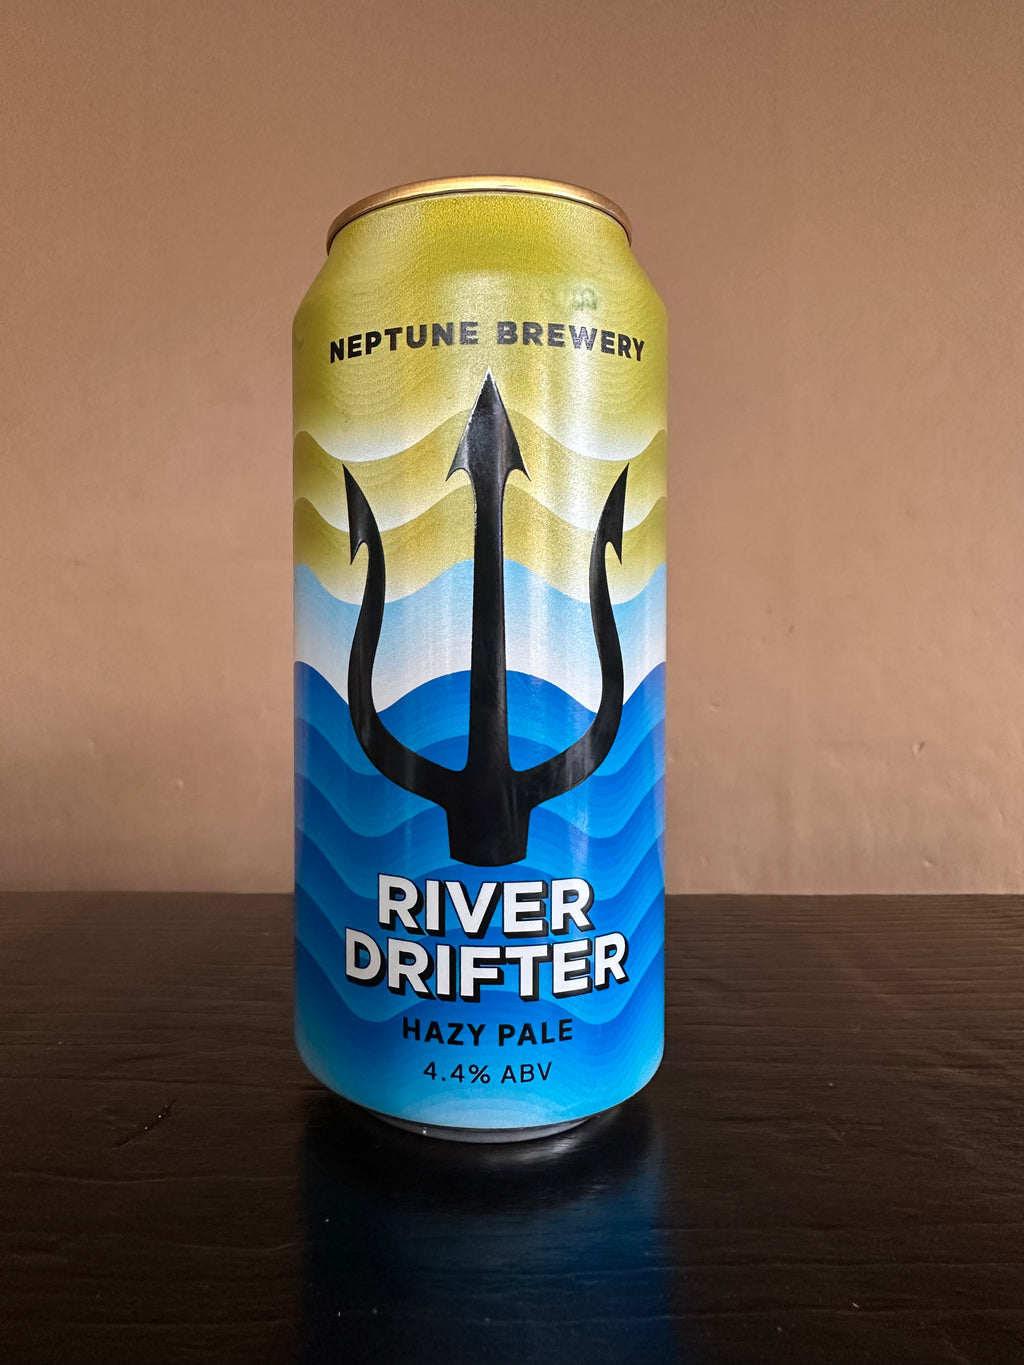 NEPTUNE BREWERY
RIVER
DRIFTER
HAZY PALE
4.4% ABV